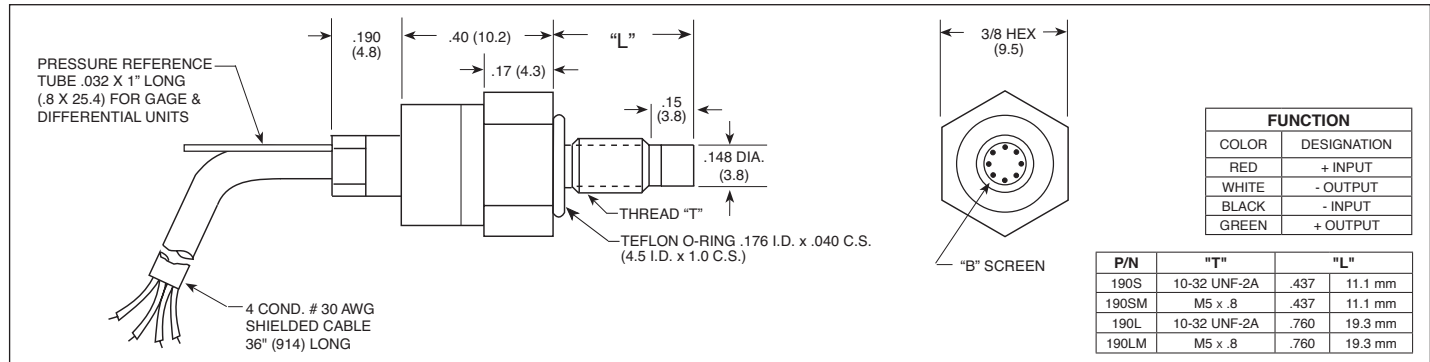 PRESSURE REFERENCE
TUBE .032 X 1" LONG
(.8 X 25.4) FOR GAGE &
DIFFERENTIAL UNITS
.190
(4.8)
.40 (10.2)
"L"
.17 (4.3)
.15
(3.8)
.148 DIA.
(3.8)
THREAD "T"
TEFLON O-RING .176 I.D. x .040 C.S.
(4.5 I.D. x 1.0 C.S.)
4 COND. # 30 AWG
SHIELDED CABLE
36" (914) LONG
3/8 HEX
(9.5)
"B" SCREEN
FUNCTION
COLOR DESIGNATION
RED + INPUT
WHITE - OUTPUT
BLACK - INPUT
GREEN + OUTPUT
P/N "T" "L"
190S 10-32 UNF-2A .437 11.1 mm
190SM M5 x .8 .437 11.1 mm
190L 10-32 UNF-2A .760 19.3 mm
190LM M5 x .8 .760 19.3 mm